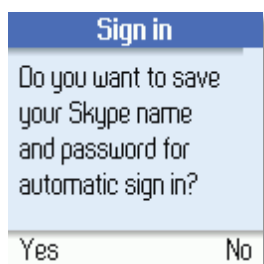 Sign in
Do you want to save
your Skype name
and password for
automatic sign in?
Yes No